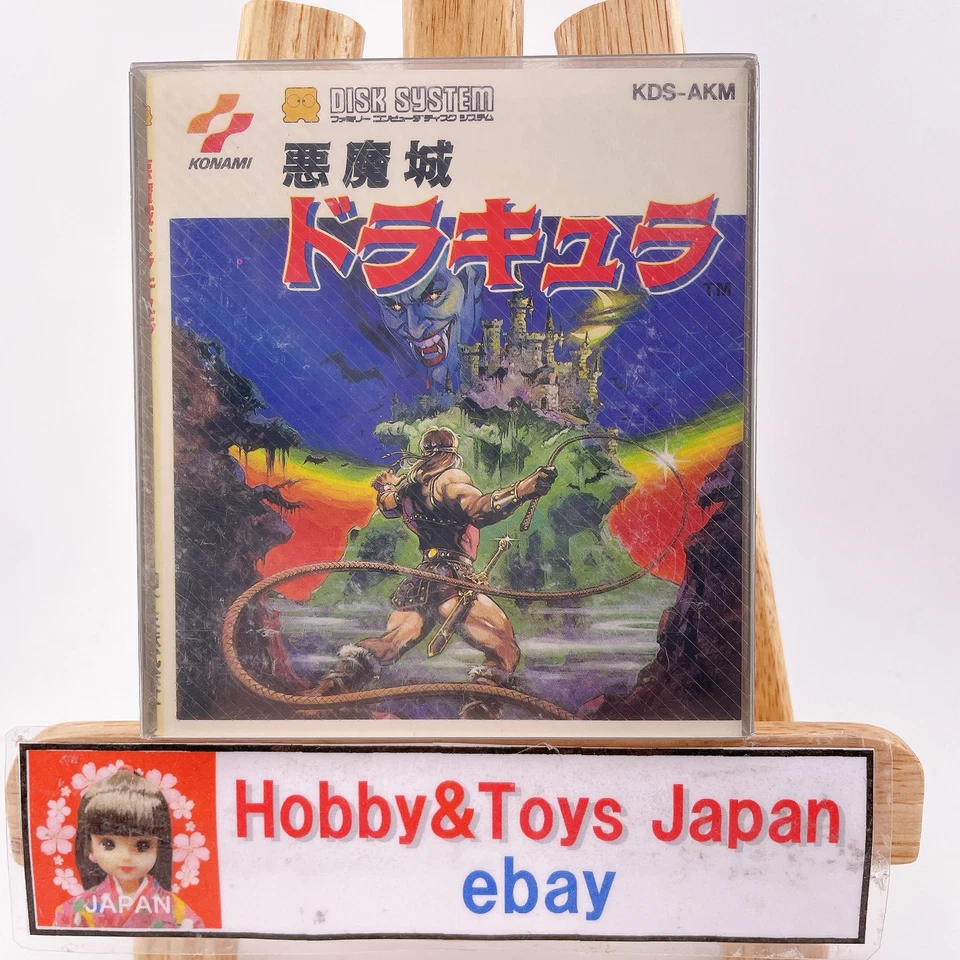 DISK SYSTEM
ファミリー コンピュータ ディスク システム
KDS-AKM
KONAMI
悪魔城
ドラキュラ
TM
Hobby&Toys Japan
ebay
JAPAN